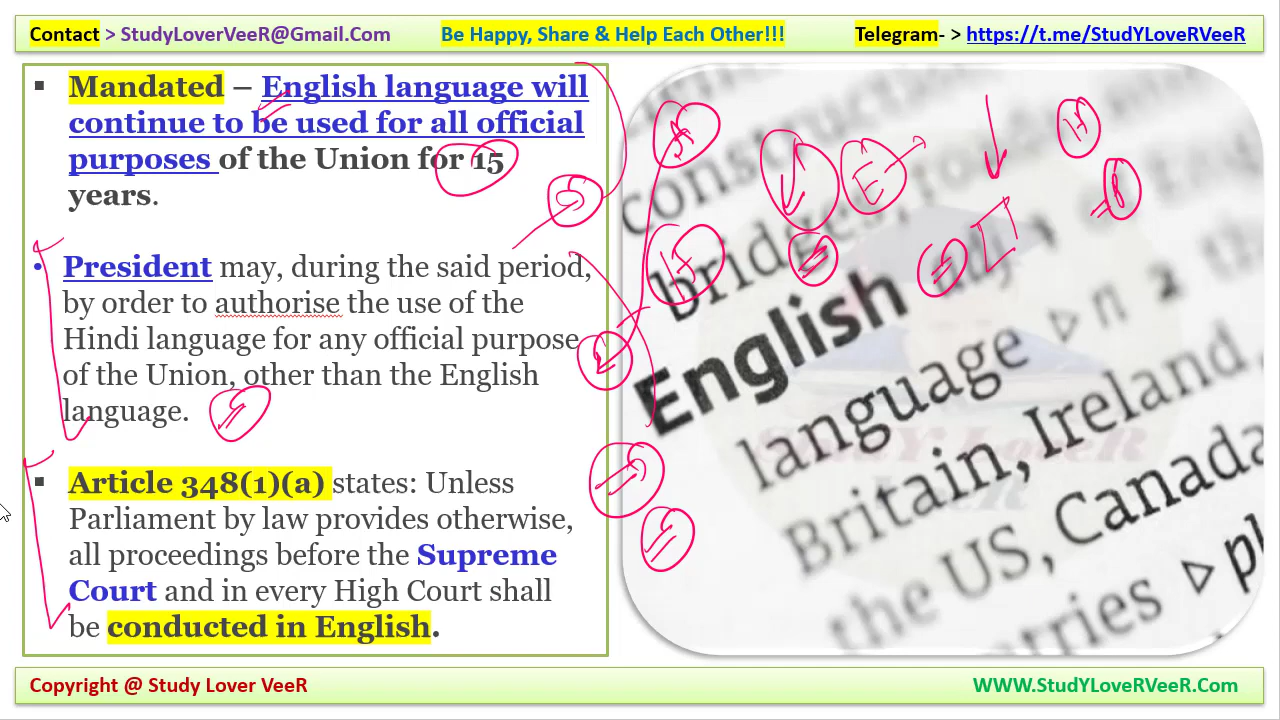 Contact > StudyLoverVeeR@Gmail.Com Be Happy, Share & Help Each Other!!! Telegram- > https://t.me/StudYLoVeRVeeR
▪ Mandated – English language will
continue to be used for all official
purposes of the Union for 15
years.
• President may, during the said period,
by order to authorise the use of the
Hindi language for any official purpose
of the Union, other than the English
language.
▪ Article 348(1)(a) states: Unless
Parliament by law provides otherwise,
all proceedings before the Supreme
Court and in every High Court shall
be conducted in English.
English
language
Britain, Ireland,
the US, Canada
Copyright @ Study Lover VeeR WWW.StudYLoveRVeeR.Com